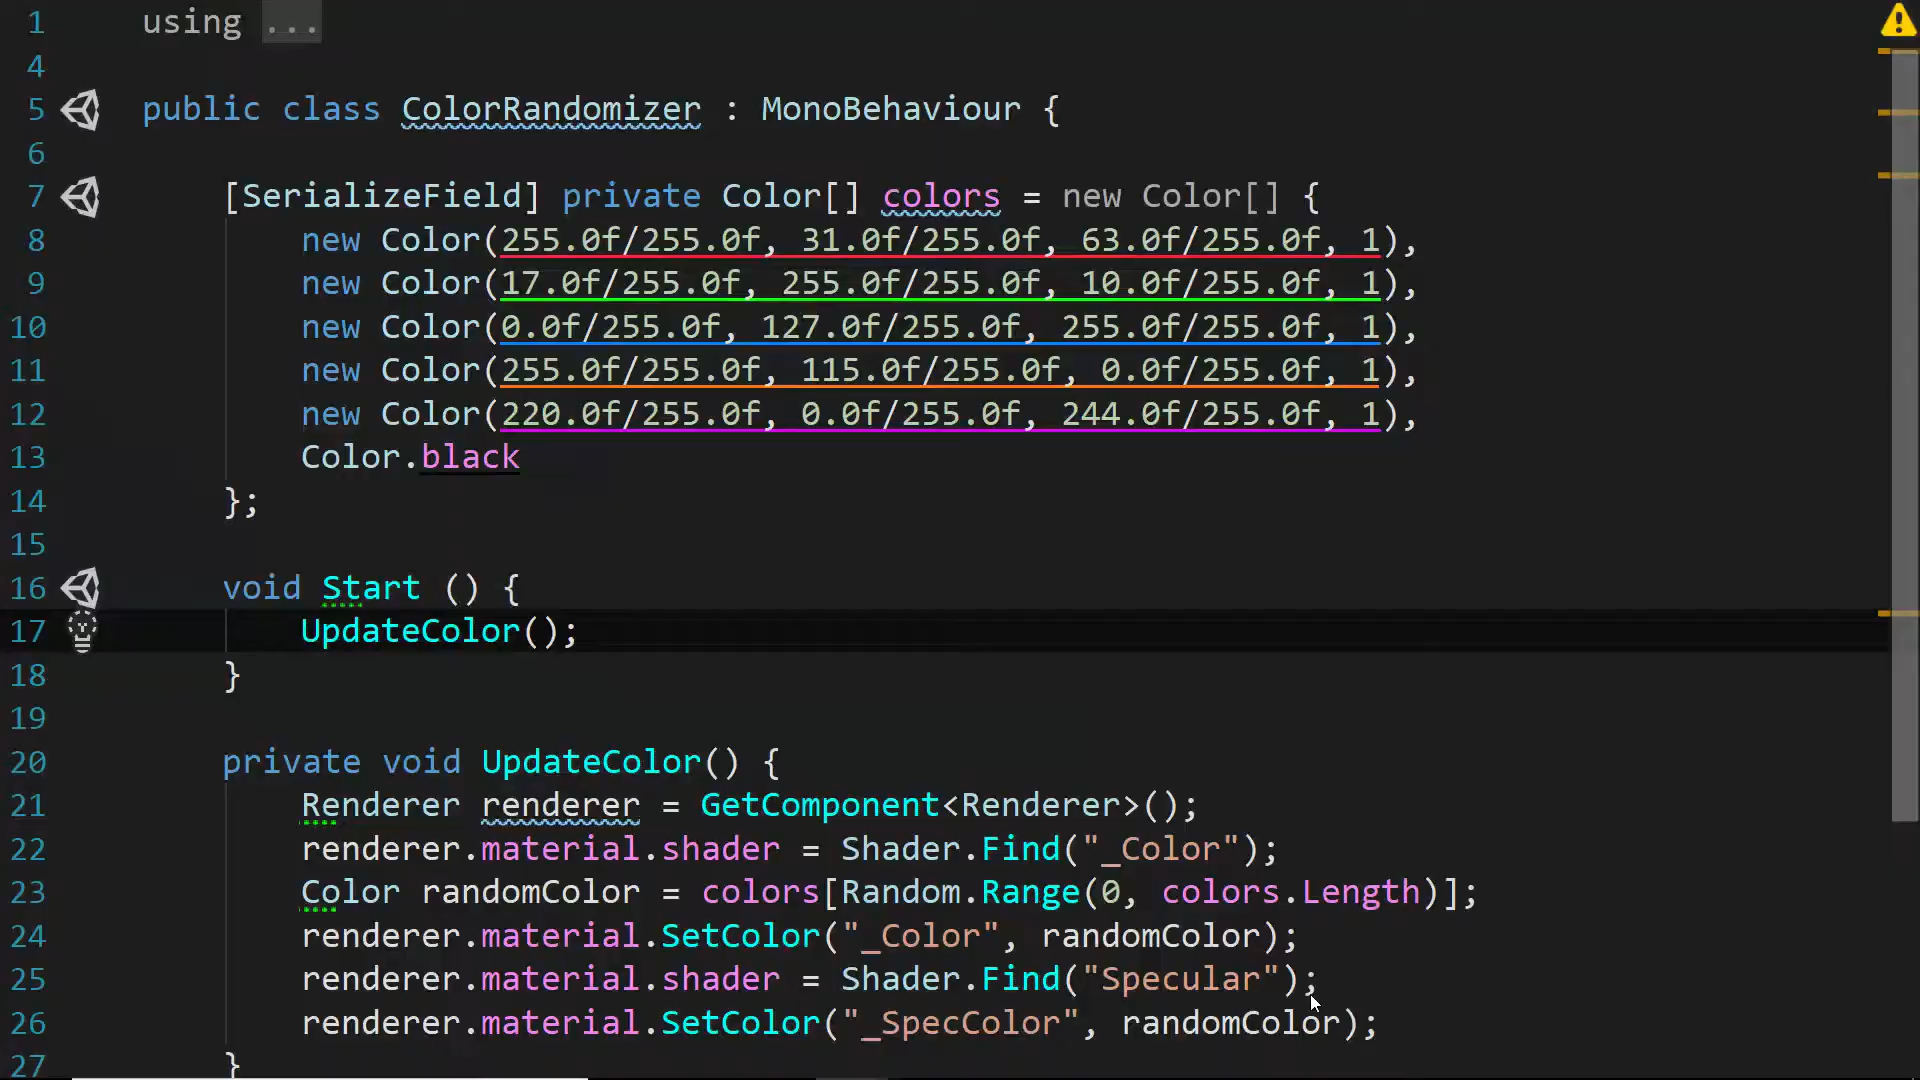 1 using ...
4
5 public class ColorRandomizer : MonoBehaviour {
6
7 [SerializeField] private Color[] colors = new Color[] {
8 new Color(255.0f/255.0f, 31.0f/255.0f, 63.0f/255.0f, 1),
9 new Color(17.0f/255.0f, 255.0f/255.0f, 10.0f/255.0f, 1),
10 new Color(0.0f/255.0f, 127.0f/255.0f, 255.0f/255.0f, 1),
11 new Color(255.0f/255.0f, 115.0f/255.0f, 0.0f/255.0f, 1),
12 new Color(220.0f/255.0f, 0.0f/255.0f, 244.0f/255.0f, 1),
13 Color.black
14 };
15
16 void Start () {
17 UpdateColor();
18 }
19
20 private void UpdateColor() {
21 Renderer renderer = GetComponent<Renderer>();
22 renderer.material.shader = Shader.Find("_Color");
23 Color randomColor = colors[Random.Range(0, colors.Length)];
24 renderer.material.SetColor("_Color", randomColor);
25 renderer.material.shader = Shader.Find("Specular");
26 renderer.material.SetColor("_SpecColor", randomColor);
27 }